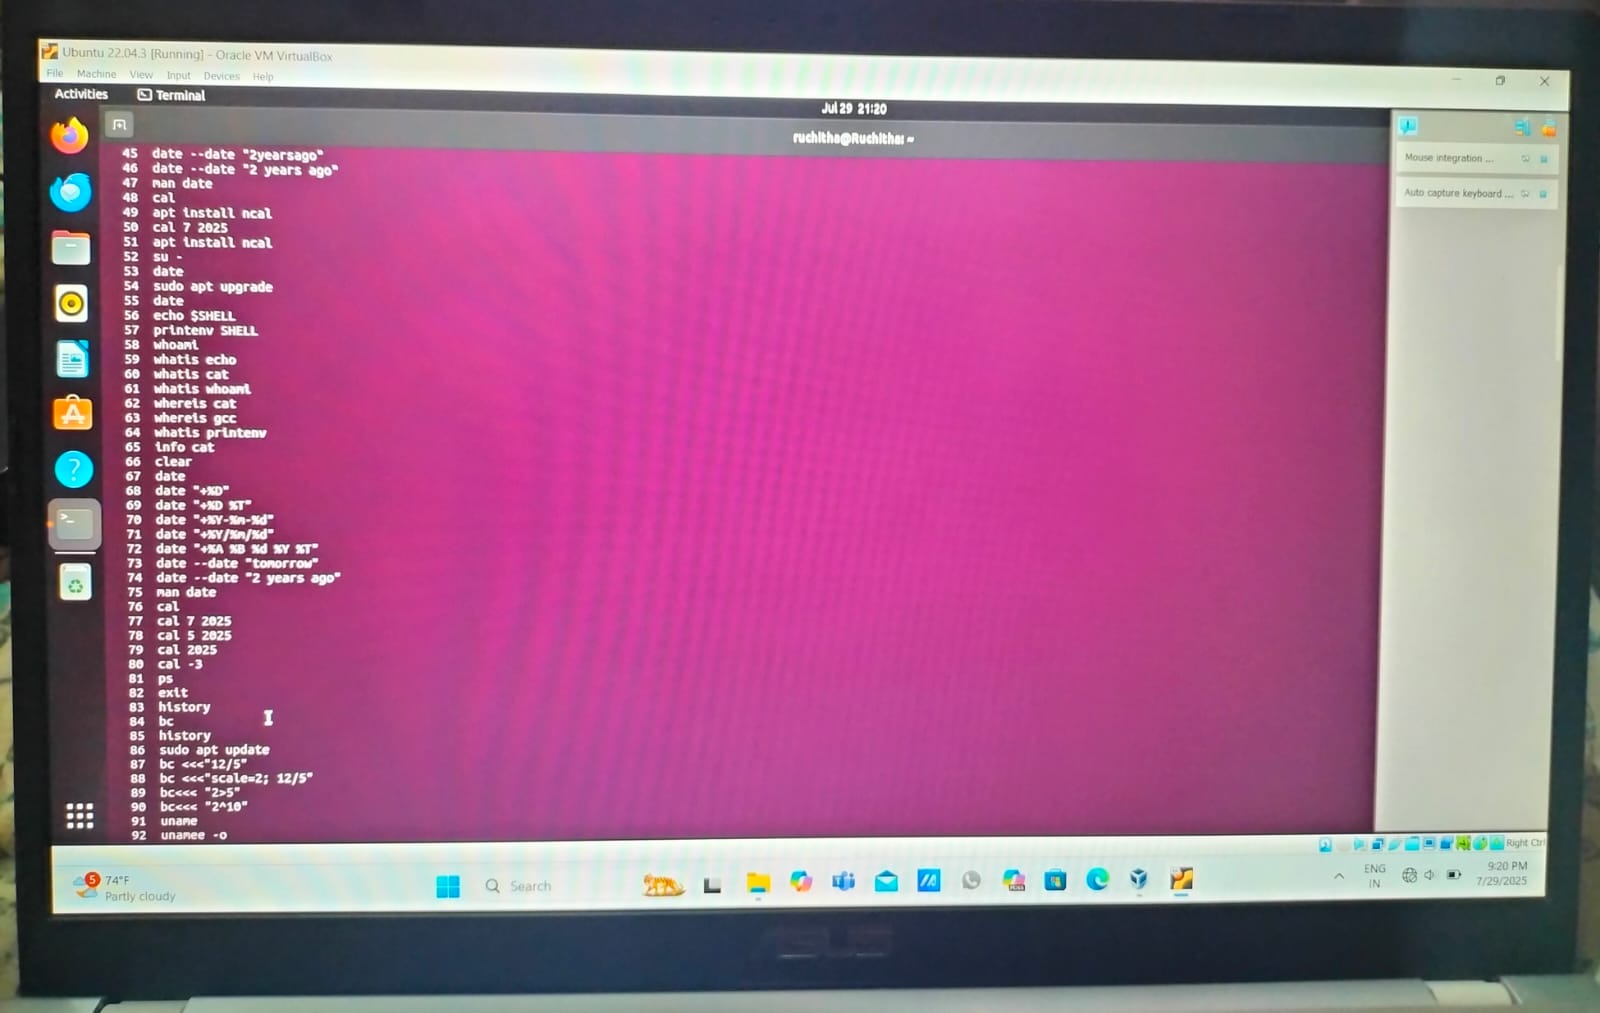 Ubuntu 22.04.3 [Running] - Oracle VM VirtualBox
File Machine View Input Devices Help
Activities Terminal
Jul 29 21:20
ruchitha@Ruchitha: ~
Mouse integration ...
Auto capture keyboard ...
45 date --date "2yearsago"
46 date --date "2 years ago"
47 man date
48 cal
49 apt install ncal
50 cal 7 2025
51 apt install ncal
52 su -
53 date
54 sudo apt upgrade
55 date
56 echo $SHELL
57 printenv SHELL
58 whoami
59 whatis echo
60 whatis cat
61 whatis whoami
62 whereis cat
63 whereis gcc
64 whatis printenv
65 info cat
66 clear
67 date
68 date "+%D"
69 date "+%D %T"
70 date "+%Y-%m-%d"
71 date "+%Y/%m/%d"
72 date "+%A %B %d %Y %T"
73 date --date "tomorrow"
74 date --date "2 years ago"
75 man date
76 cal
77 cal 7 2025
78 cal 5 2025
79 cal 2025
80 cal -3
81 ps
82 exit
83 history
84 bc
85 history
86 sudo apt update
87 bc <<<"12/5"
88 bc <<<"scale=2; 12/5"
89 bc<<< "2>5"
90 bc<<< "2^10"
91 uname
92 unamee -o
Right Ctrl
5 74°F
Partly cloudy
Search
ENG
IN
9:20 PM
7/29/2025